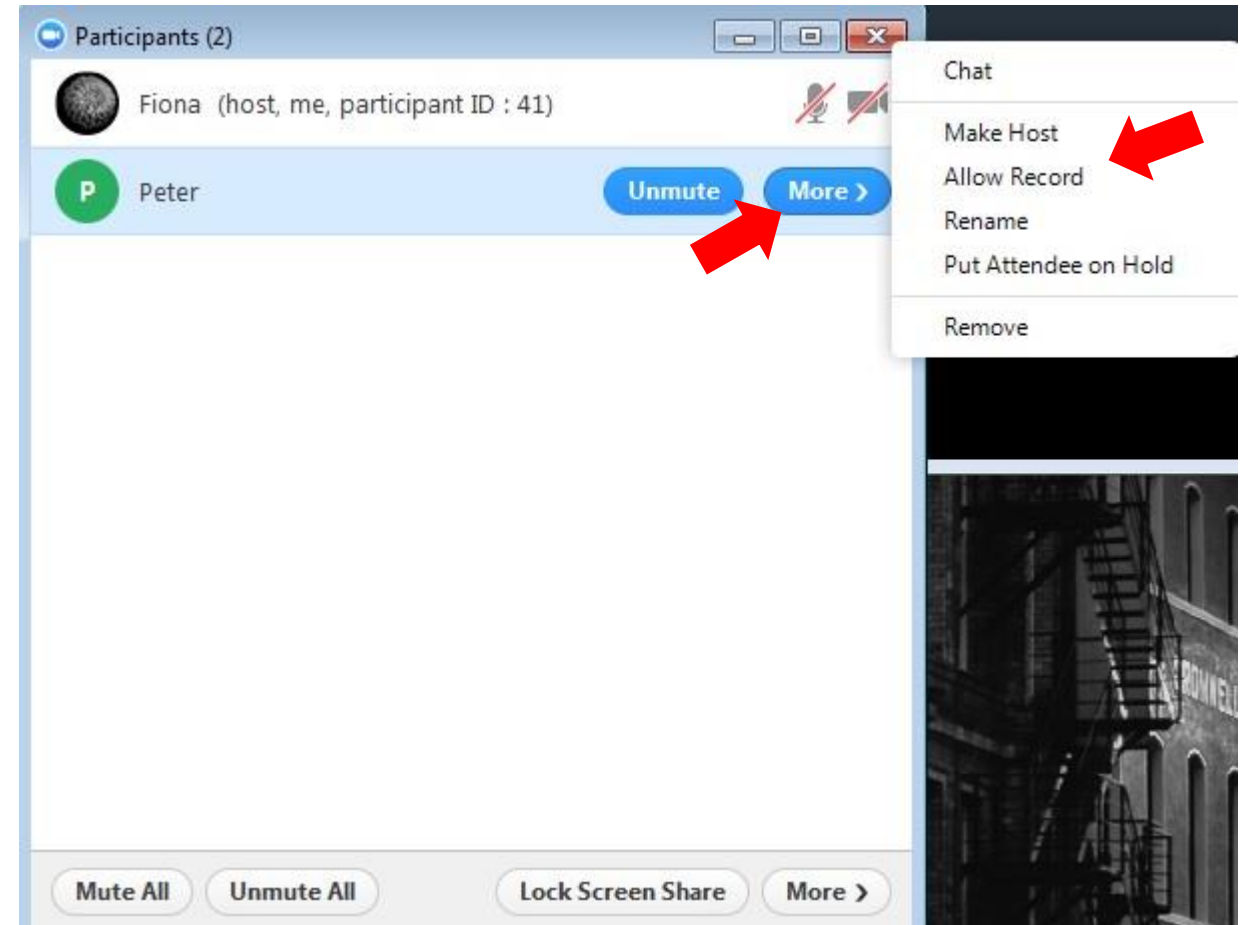 Participants (2)
Fiona (host, me, participant ID : 41)
P Peter Unmute More >
Chat
Make Host
Allow Record
Rename
Put Attendee on Hold
Remove
Mute All Unmute All Lock Screen Share More >